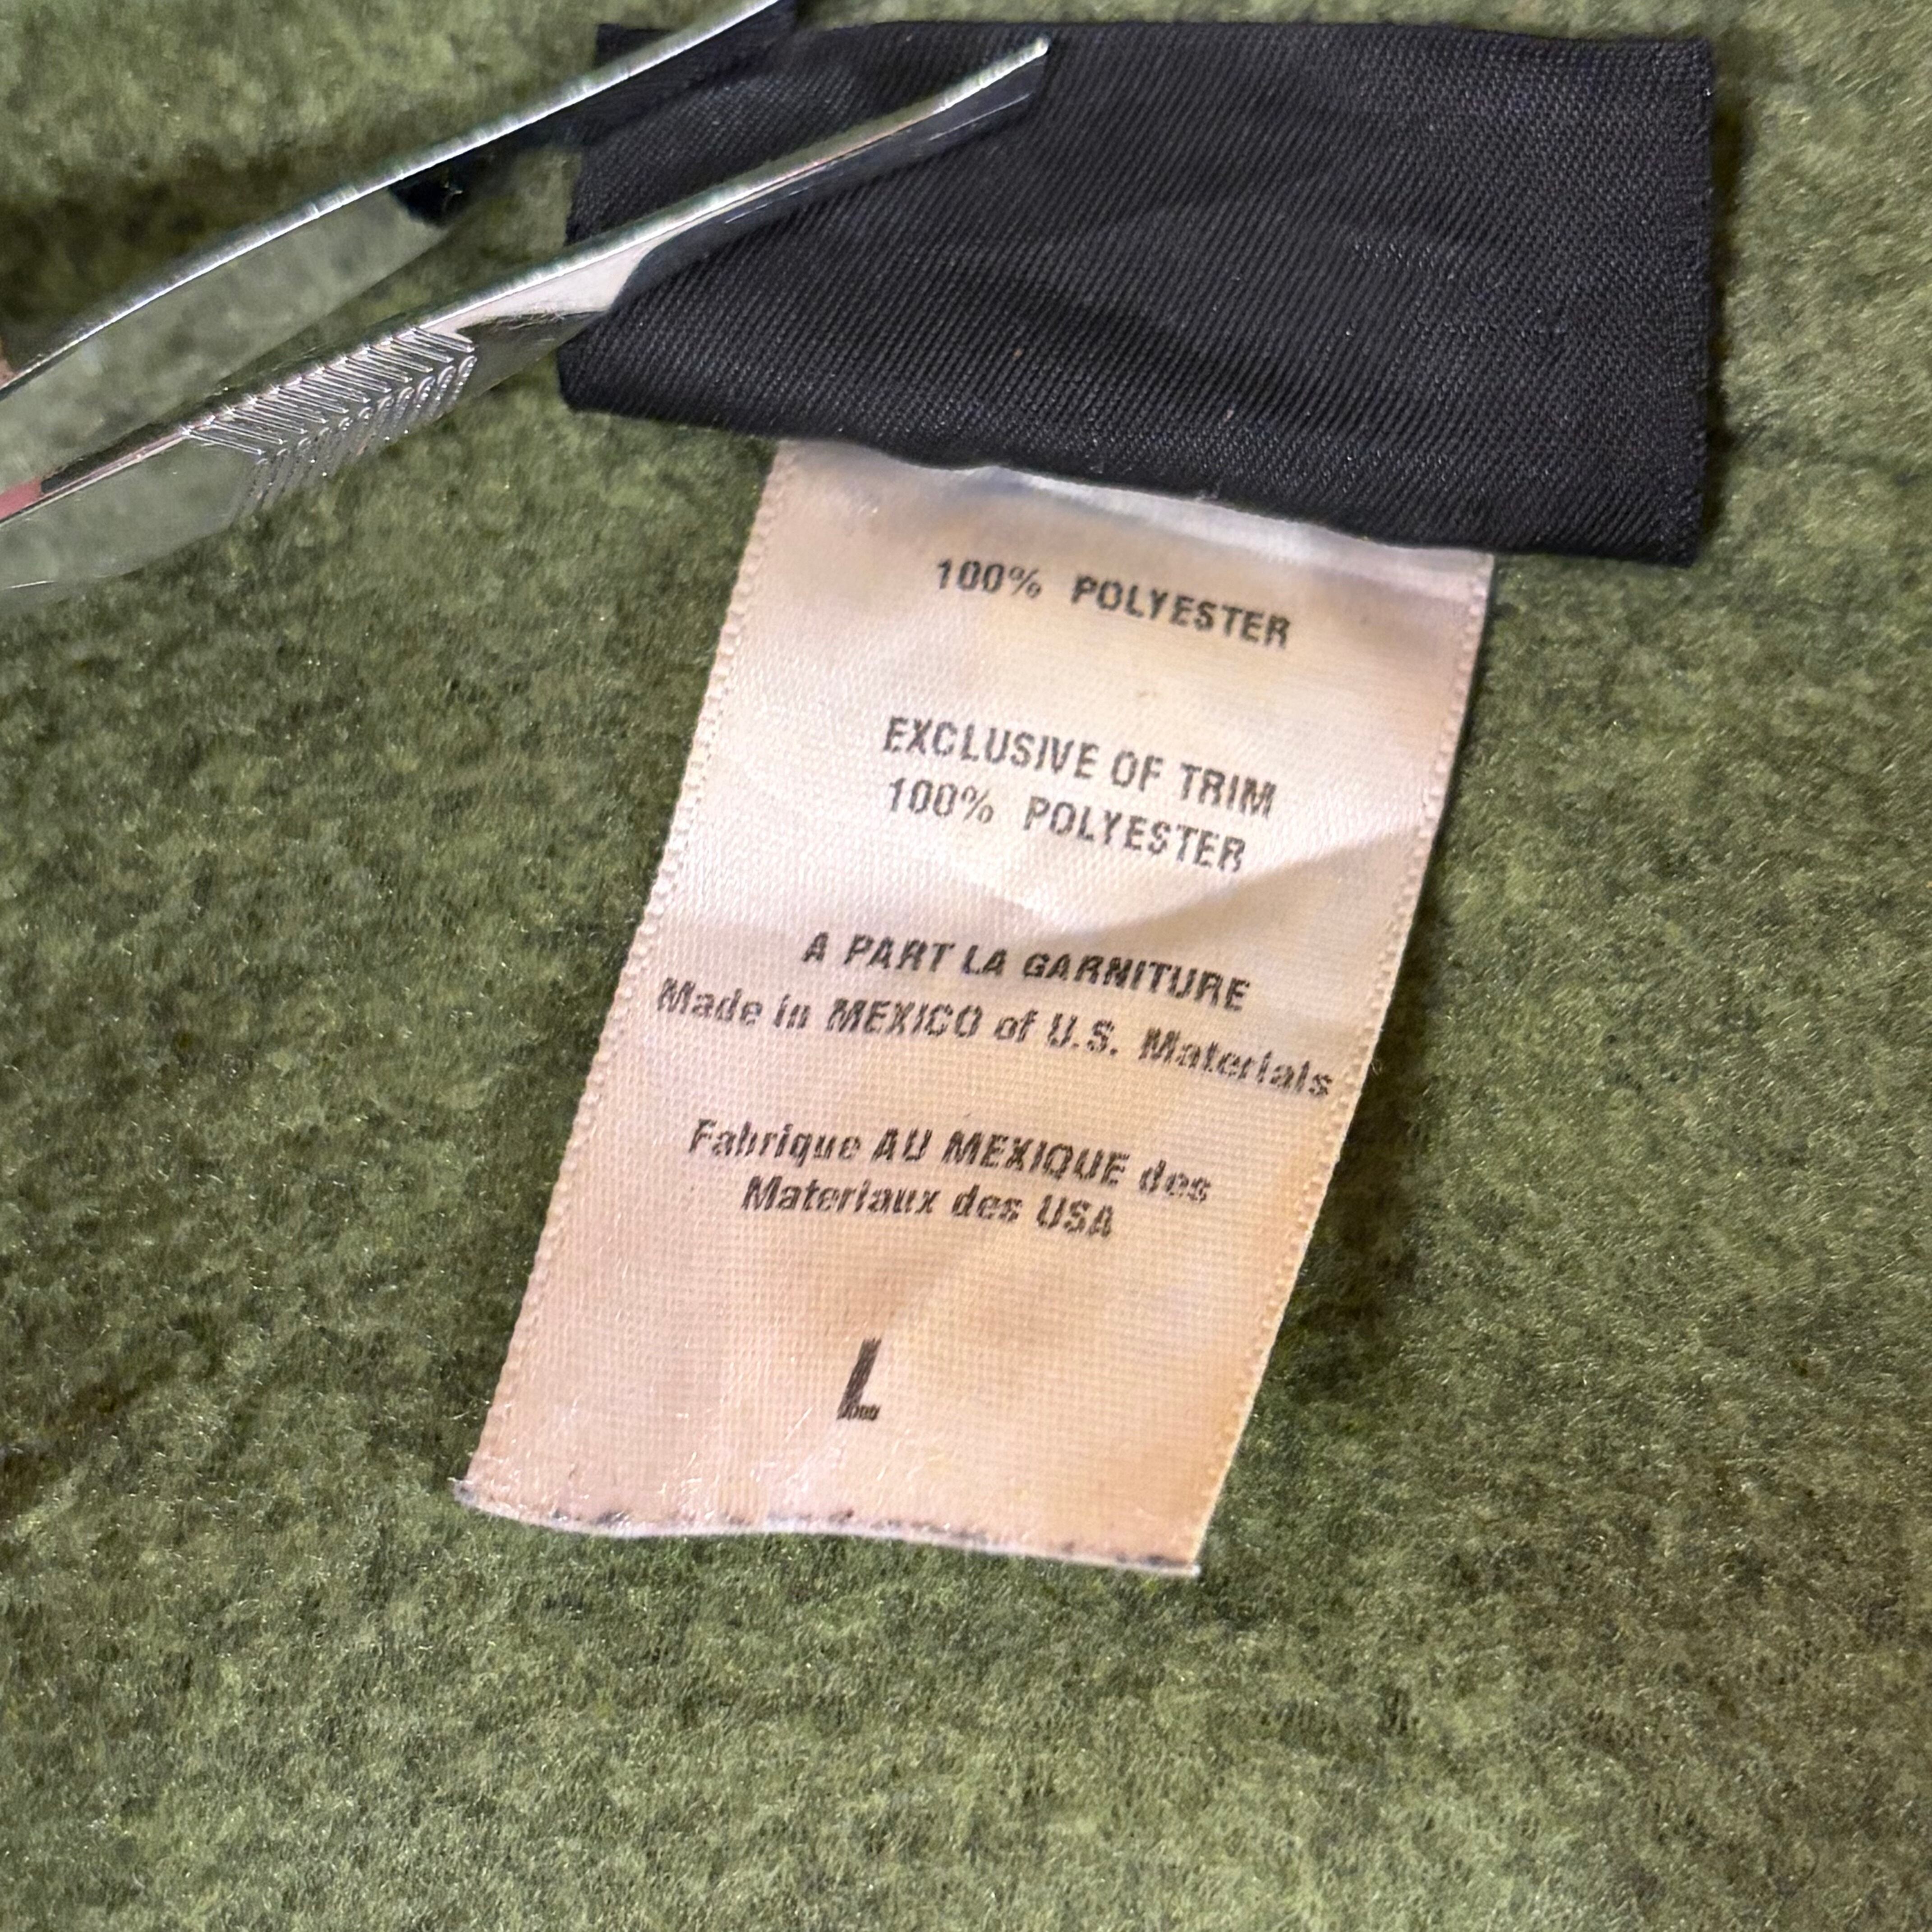 100% POLYESTER
EXCLUSIVE OF TRIM
100% POLYESTER
A PART LA GARNITURE
Made in MEXICO of U.S. Materials
Fabrique AU MEXIQUE des
Materiaux des USA
L